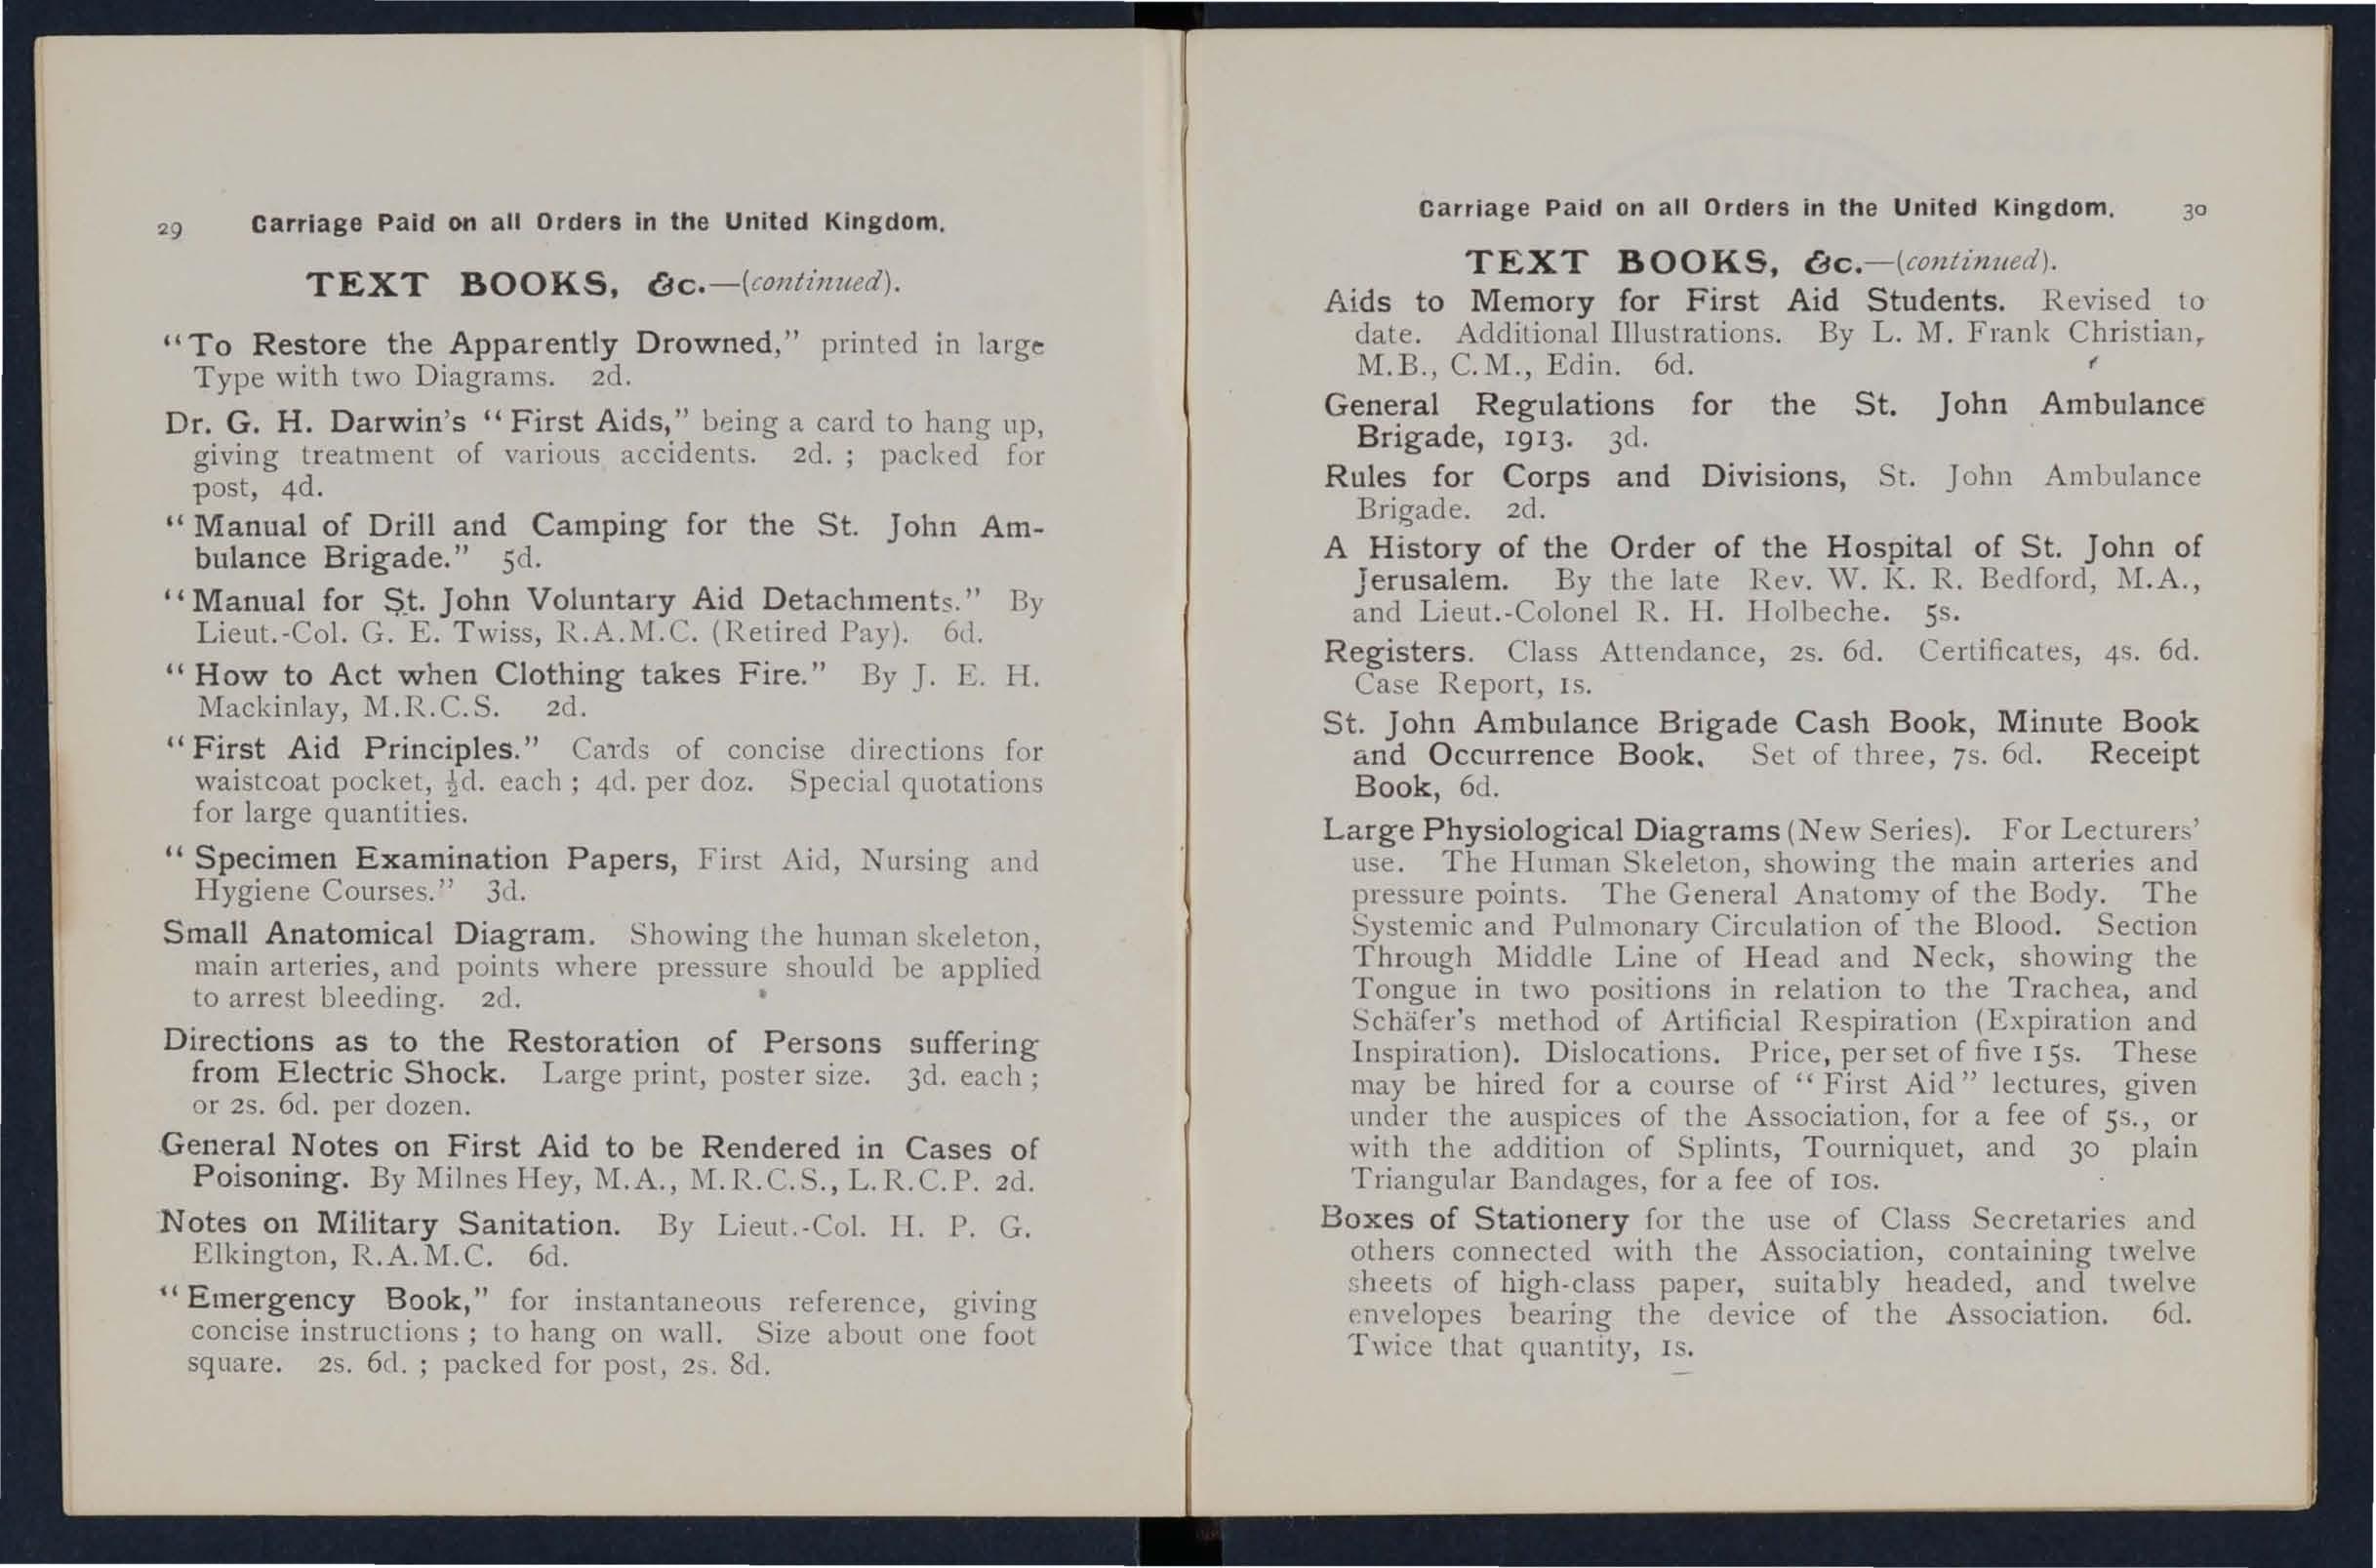 29 Carriage Paid on all Orders in the United Kingdom.
TEXT BOOKS, &c.—(continued).
"To Restore the Apparently Drowned," printed in large
Type with two Diagrams. 2d.
Dr. G. H. Darwin's "First Aids," being a card to hang up,
giving treatment of various accidents. 2d. ; packed for
post, 4d.
"Manual of Drill and Camping for the St. John Am-
bulance Brigade." 5d.
"Manual for St. John Voluntary Aid Detachments." By
Lieut.-Col. G. E. Twiss, R.A.M.C. (Retired Pay). 6d.
"How to Act when Clothing takes Fire." By J. E. H.
Mackinlay, M.R.C.S. 2d.
"First Aid Principles." Cards of concise directions for
waistcoat pocket, ½d. each ; 4d. per doz. Special quotations
for large quantities.
"Specimen Examination Papers, First Aid, Nursing and
Hygiene Courses." 3d.
Small Anatomical Diagram. Showing the human skeleton,
main arteries, and points where pressure should be applied
to arrest bleeding. 2d.
Directions as to the Restoration of Persons suffering
from Electric Shock. Large print, poster size. 3d. each ;
or 2s. 6d. per dozen.
General Notes on First Aid to be Rendered in Cases of
Poisoning. By Milnes Hey, M.A., M.R.C.S., L.R.C.P. 2d.
Notes on Military Sanitation. By Lieut.-Col. H. P. G.
Elkington, R.A.M.C. 6d.
"Emergency Book," for instantaneous reference, giving
concise instructions ; to hang on wall. Size about one foot
square. 2s. 6d. ; packed for post, 2s. 8d.
Carriage Paid on all Orders in the United Kingdom. 30
TEXT BOOKS, &c.—(continued).
Aids to Memory for First Aid Students. Revised to
date. Additional Illustrations. By L. M. Frank Christian,
M.B., C.M., Edin. 6d.
General Regulations for the St. John Ambulance
Brigade, 1913. 3d.
Rules for Corps and Divisions, St. John Ambulance
Brigade. 2d.
A History of the Order of the Hospital of St. John of
Jerusalem. By the late Rev. W. K. R. Bedford, M.A.,
and Lieut.-Colonel R. H. Holbeche. 5s.
Registers. Class Attendance, 2s. 6d. Certificates, 4s. 6d.
Case Report, 1s.
St. John Ambulance Brigade Cash Book, Minute Book
and Occurrence Book. Set of three, 7s. 6d. Receipt
Book, 6d.
Large Physiological Diagrams (New Series). For Lecturers'
use. The Human Skeleton, showing the main arteries and
pressure points. The General Anatomy of the Body. The
Systemic and Pulmonary Circulation of the Blood. Section
Through Middle Line of Head and Neck, showing the
Tongue in two positions in relation to the Trachea, and
Schäfer's method of Artificial Respiration (Expiration and
Inspiration). Dislocations. Price, per set of five 15s. These
may be hired for a course of "First Aid" lectures, given
under the auspices of the Association, for a fee of 5s., or
with the addition of Splints, Tourniquet, and 30 plain
Triangular Bandages, for a fee of 10s.
Boxes of Stationery for the use of Class Secretaries and
others connected with the Association, containing twelve
sheets of high-class paper, suitably headed, and twelve
envelopes bearing the device of the Association. 6d.
Twice that quantity, 1s.